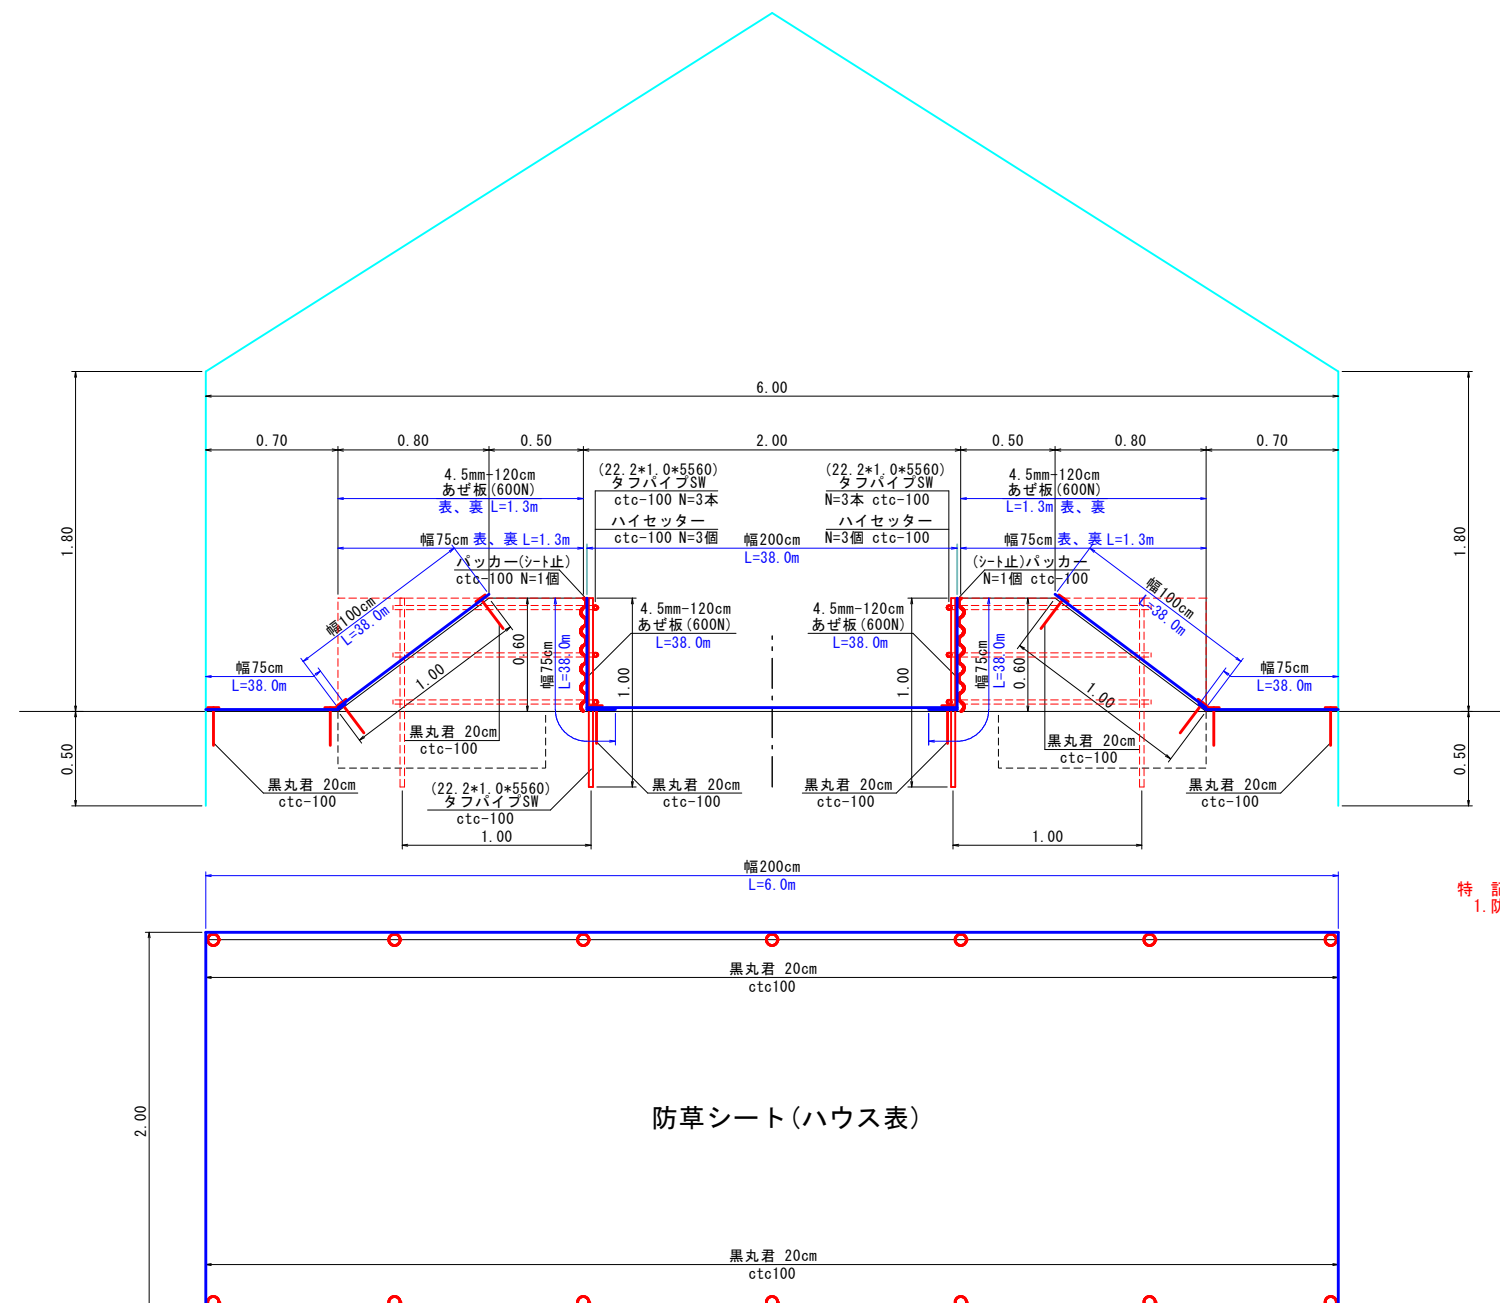 6.00
0.70
0.80
0.50
2.00
0.50
0.80
0.70
4.5mm-120cm
あぜ板(600N)
表、裏 L=1.3m
(22.2*1.0*5560)
タフパイプSW
ctc-100 N=3本
ハイセッター
ctc-100 N=3個
(22.2*1.0*5560)
タフパイプSW
N=3本 ctc-100
ハイセッター
N=3個 ctc-100
4.5mm-120cm
あぜ板(600N)
L=1.3m 表、裏
1.80
1.80
幅75cm 表、裏 L=1.3m
幅200cm
L=38.0m
幅75cm 表、裏 L=1.3m
パッカー(シート止)
ctc-100 N=1個
(シート止)パッカー
N=1個 ctc-100
幅100cm
L=38.0m
1.00
0.60
幅75cm
L=38.0m
1.00
4.5mm-120cm
あぜ板(600N)
L=38.0m
4.5mm-120cm
あぜ板(600N)
L=38.0m
1.00
幅75cm
L=38.0m
0.60
1.00
幅100cm
L=38.0m
幅75cm
L=38.0m
幅75cm
L=38.0m
0.50
0.50
黒丸君 20cm
ctc-100
黒丸君 20cm
ctc-100
黒丸君 20cm
ctc-100
(22.2*1.0*5560)
タフパイプSW
ctc-100
黒丸君 20cm
ctc-100
黒丸君 20cm
ctc-100
黒丸君 20cm
ctc-100
1.00
1.00
幅200cm
L=6.0m
特 記
1.防
黒丸君 20cm
ctc100
2.00
防草シート(ハウス表)
黒丸君 20cm
ctc100